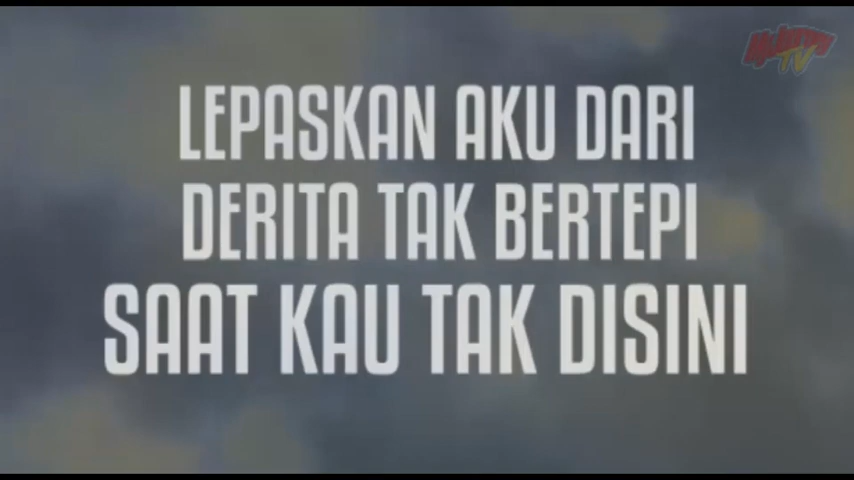 LEPASKAN AKU DARI
DERITA TAK BERTEPI
SAAT KAU TAK DISINI